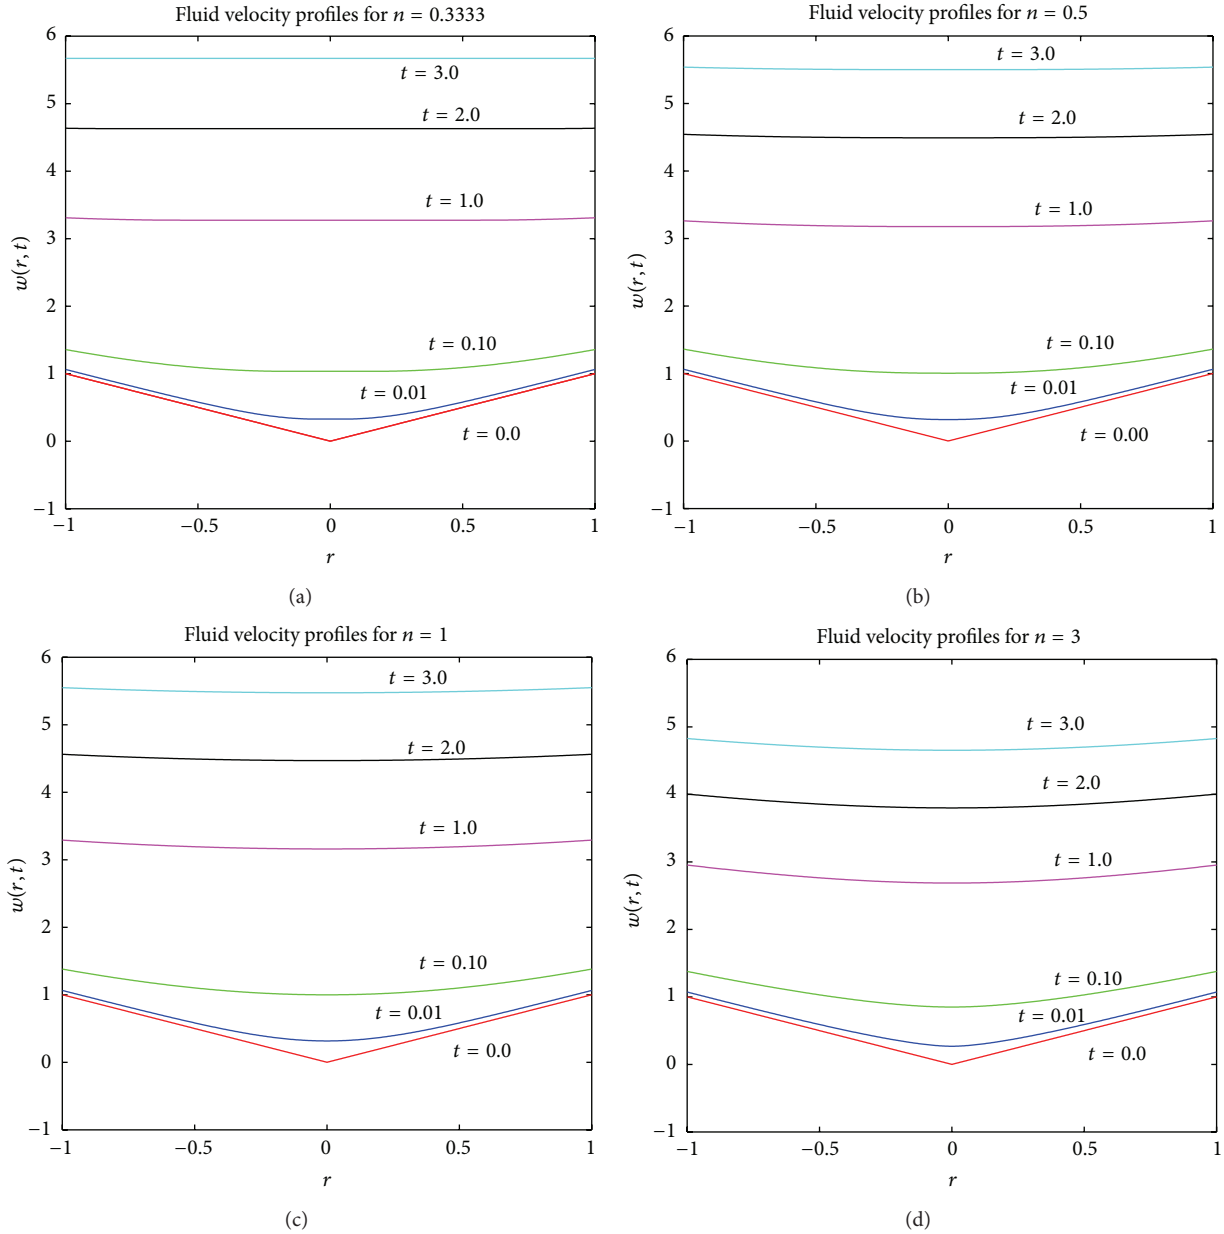 Fluid velocity profiles for n = 0.3333
6
5
4
3
2
1
0
−1
w(r, t)
t = 3.0
t = 2.0
t = 1.0
t = 0.10
t = 0.01
t = 0.0
−1 −0.5 0 0.5 1
r
(a)
Fluid velocity profiles for n = 0.5
6
5
4
3
2
1
0
−1
w(r, t)
t = 3.0
t = 2.0
t = 1.0
t = 0.10
t = 0.01
t = 0.00
−1 −0.5 0 0.5 1
r
(b)
Fluid velocity profiles for n = 1
6
5
4
3
2
1
0
−1
w(r, t)
t = 3.0
t = 2.0
t = 1.0
t = 0.10
t = 0.01
t = 0.0
−1 −0.5 0 0.5 1
r
(c)
Fluid velocity profiles for n = 3
6
5
4
3
2
1
0
−1
w(r, t)
t = 3.0
t = 2.0
t = 1.0
t = 0.10
t = 0.01
t = 0.0
−1 −0.5 0 0.5 1
r
(d)